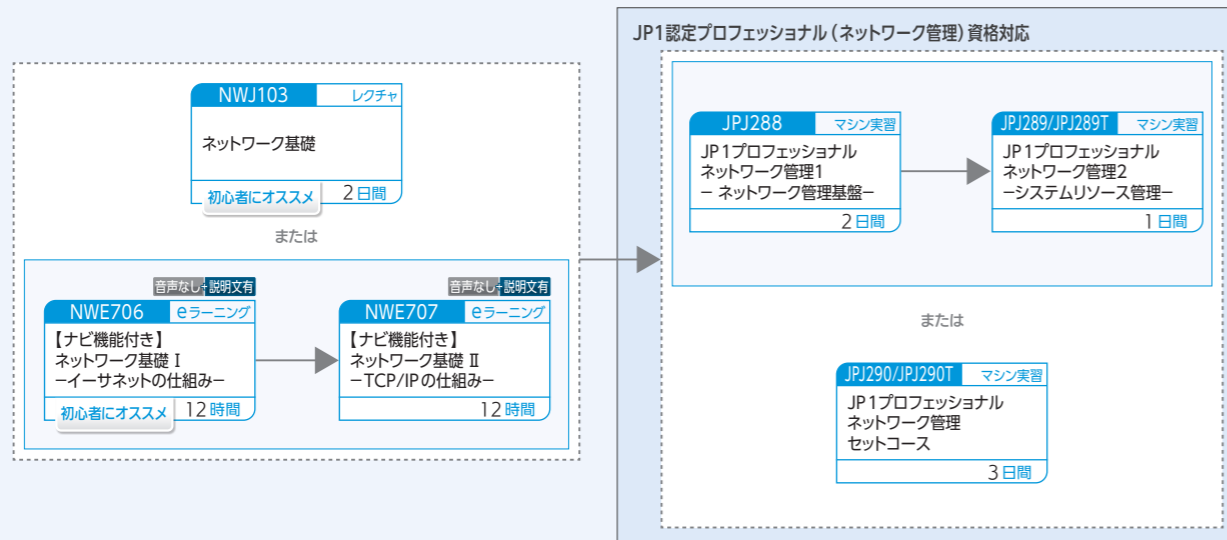 JP1認定プロフェッショナル（ネットワーク管理）資格対応
NWJ103 レクチャ
ネットワーク基礎
初心者にオススメ 2日間
または
音声なし+説明文有
NWE706 eラーニング
【ナビ機能付き】
ネットワーク基礎 Ⅰ
−イーサネットの仕組み−
初心者にオススメ 12時間
音声なし+説明文有
NWE707 eラーニング
【ナビ機能付き】
ネットワーク基礎 Ⅱ
−TCP/IPの仕組み−
12時間
JPJ288 マシン実習
JP1プロフェッショナル
ネットワーク管理1
− ネットワーク管理基盤−
2日間
JPJ289/JPJ289T マシン実習
JP1プロフェッショナル
ネットワーク管理2
−システムリソース管理−
1日間
または
JPJ290/JPJ290T マシン実習
JP1プロフェッショナル
ネットワーク管理
セットコース
3日間